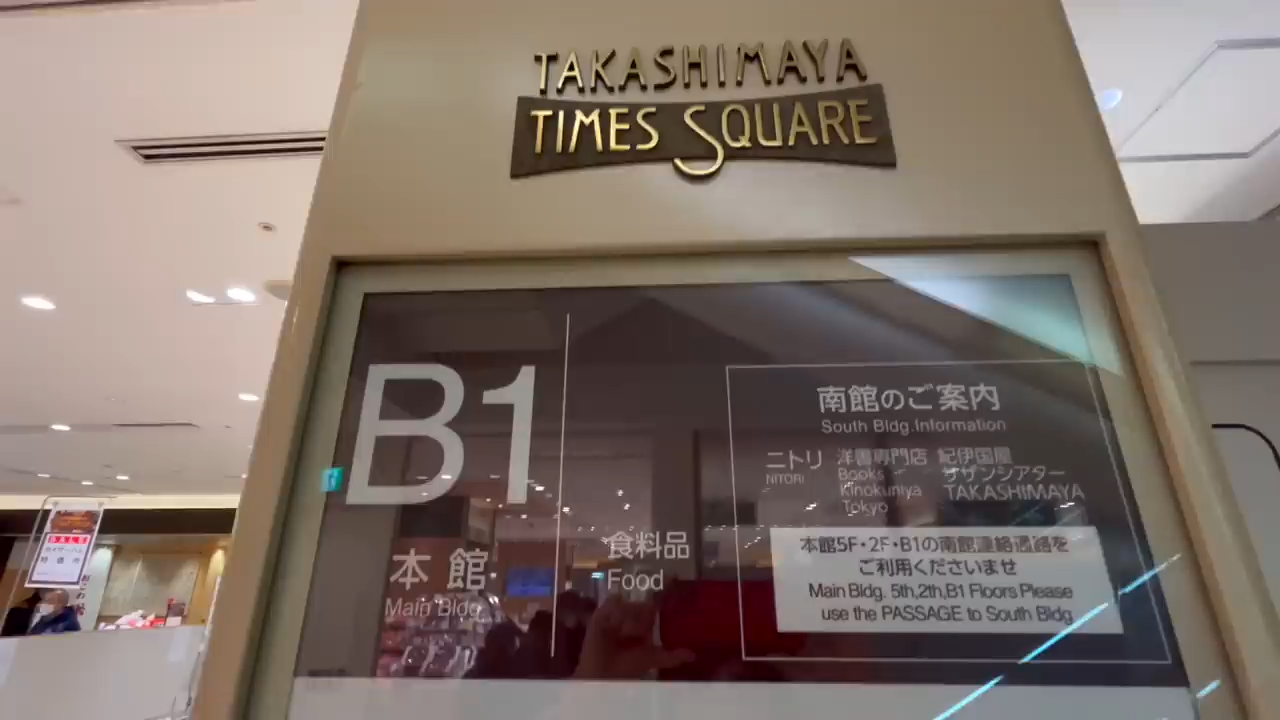 TAKASHIMAYA
TIMES SQUARE
B1
本館
Main Bldg.
食料品
Food
南館のご案内
South Bldg.Information
ニトリ
NITORI
洋書専門店
Books
Kinokuniya
Tokyo
紀伊國屋
サザンシアター
TAKASHIMAYA
本館5F・2F・B1の南館連絡通路を
ご利用くださいませ
Main Bldg. 5th,2th,B1 Floors Please
use the PASSAGE to South Bldg